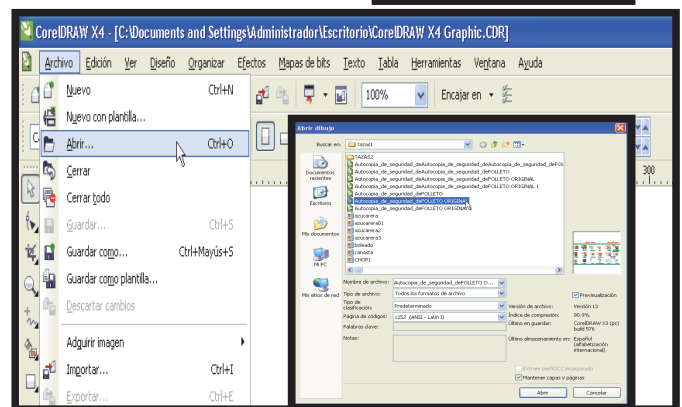 CorelDRAW X4 - [C:\Documents and Settings\Administrador\Escritorio\CorelDRAW X4 Graphic.CDR]
Archivo Edición Ver Diseño Organizar Efectos Mapas de bits Texto Tabla Herramientas Ventana Ayuda
100% Encajar en
Nuevo Ctrl+N
Nuevo con plantilla...
Abrir... Ctrl+O
Cerrar
Cerrar todo
Guardar... Ctrl+S
Guardar como... Ctrl+Mayús+S
Guardar como plantilla...
Descartar cambios
Adquirir imagen
Importar... Ctrl+I
Exportar... Ctrl+E
300
Abrir dibujo
Buscar en: tazas1
Documentos recientes
Escritorio
Mis documentos
Mi PC
Mis sitios de red
TAZAS2
Autocopia_de_seguridad_deAutocopia_de_seguridad_deAutocopia_de_seguridad_deFOL
Autocopia_de_seguridad_deAutocopia_de_seguridad_deFOLLETO
Autocopia_de_seguridad_deAutocopia_de_seguridad_deFOLLETO ORIGINAL
Autocopia_de_seguridad_deAutocopia_de_seguridad_deFOLLETO ORIGINAL 1
Autocopia_de_seguridad_deFOLLETO
Autocopia_de_seguridad_deFOLLETO ORIGINAL
Autocopia_de_seguridad_deFOLLETO ORIGINAL
azucarera
azucarera01
azucarera2
azucarera3
boleado
canasta
CHOP1
Nombre de archivo: Autocopia_de_seguridad_deFOLLETO O...
Tipo de archivo: Todos los formatos de archivo
Tipo de clasificación: Predeterminado
Página de códigos: 1252 (ANSI - Latín I)
Palabras clave:
Notas:
Previsualización
Versión de archivo: Versión 13
Índice de compresión: 90.9%
Último en guardar: CorelDRAW X3 (pc) build 576
Último almacenamiento en: Español (alfabetización internacional)
Extraer perfil ICC incorporado
Mantener capas y páginas
Abrir Cancelar